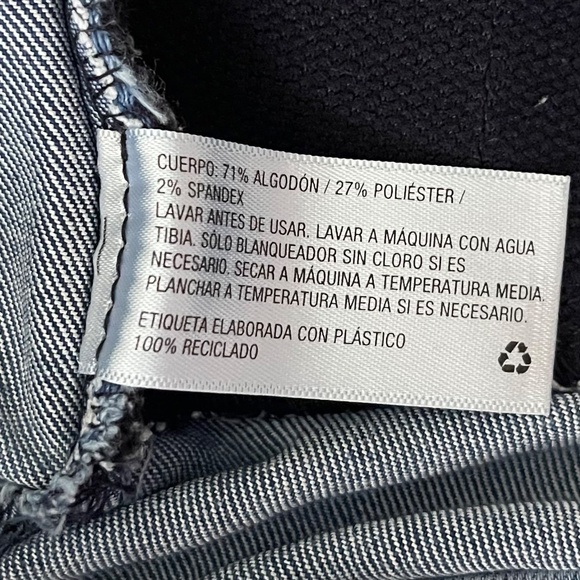 CUERPO: 71% ALGODÓN / 27% POLIÉSTER /
2% SPANDEX
LAVAR ANTES DE USAR. LAVAR A MÁQUINA CON AGUA
TIBIA. SÓLO BLANQUEADOR SIN CLORO SI ES
NECESARIO. SECAR A MÁQUINA A TEMPERATURA MEDIA.
PLANCHAR A TEMPERATURA MEDIA SI ES NECESARIO.
ETIQUETA ELABORADA CON PLÁSTICO
100% RECICLADO